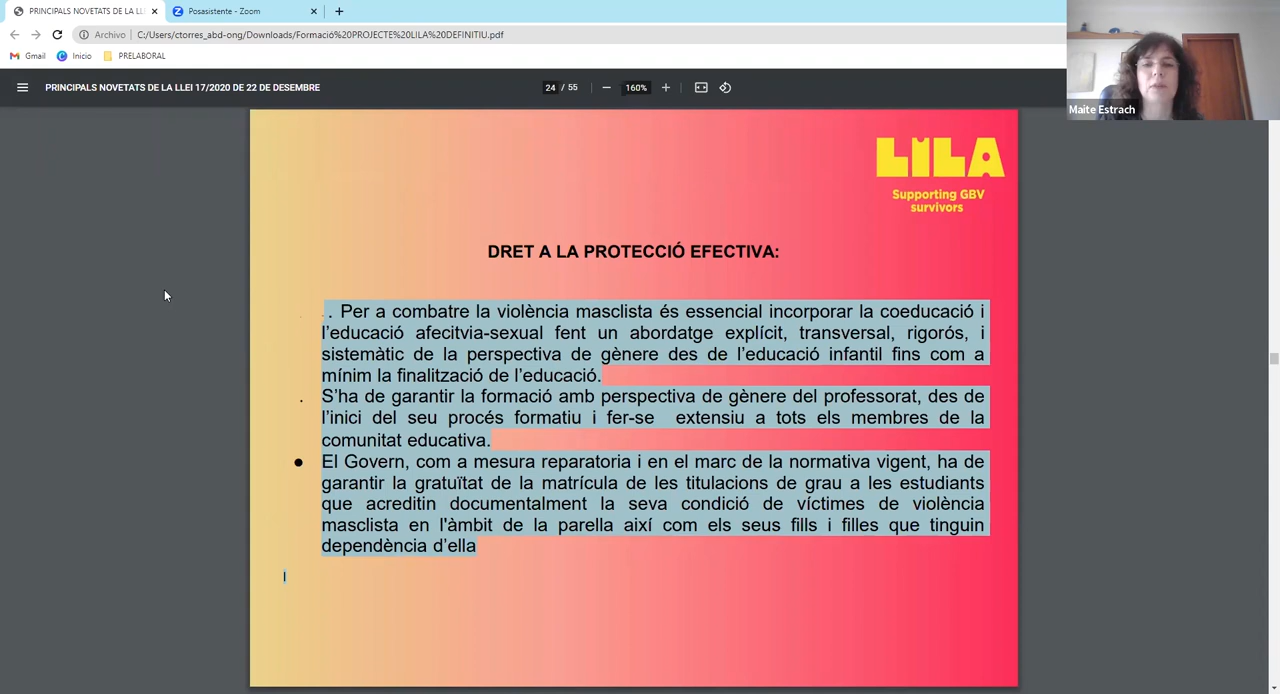 PRINCIPALS NOVETATS DE LA LLE
Posasistente - Zoom
Archivo
C:/Users/ctorres_abd-ong/Downloads/Formació%20PROJECTE%20LILA%20DEFINITIU.pdf
Gmail
Inicio
PRELABORAL
PRINCIPALS NOVETATS DE LA LLEI 17/2020 DE 22 DE DESEMBRE
24 / 55
160%
Maite Estrach
LILA
Supporting GBV
survivors
DRET A LA PROTECCIÓ EFECTIVA:
. Per a combatre la violència masclista és essencial incorporar la coeducació i
l’educació afecitvia-sexual fent un abordatge explícit, transversal, rigorós, i
sistemàtic de la perspectiva de gènere des de l’educació infantil fins com a
mínim la finalització de l’educació.
. S’ha de garantir la formació amb perspectiva de gènere del professorat, des de
l’inici del seu procés formatiu i fer-se extensiu a tots els membres de la
comunitat educativa.
● El Govern, com a mesura reparatoria i en el marc de la normativa vigent, ha de
garantir la gratuïtat de la matrícula de les titulacions de grau a les estudiants
que acreditin documentalment la seva condició de víctimes de violència
masclista en l'àmbit de la parella així com els seus fills i filles que tinguin
dependència d’ella